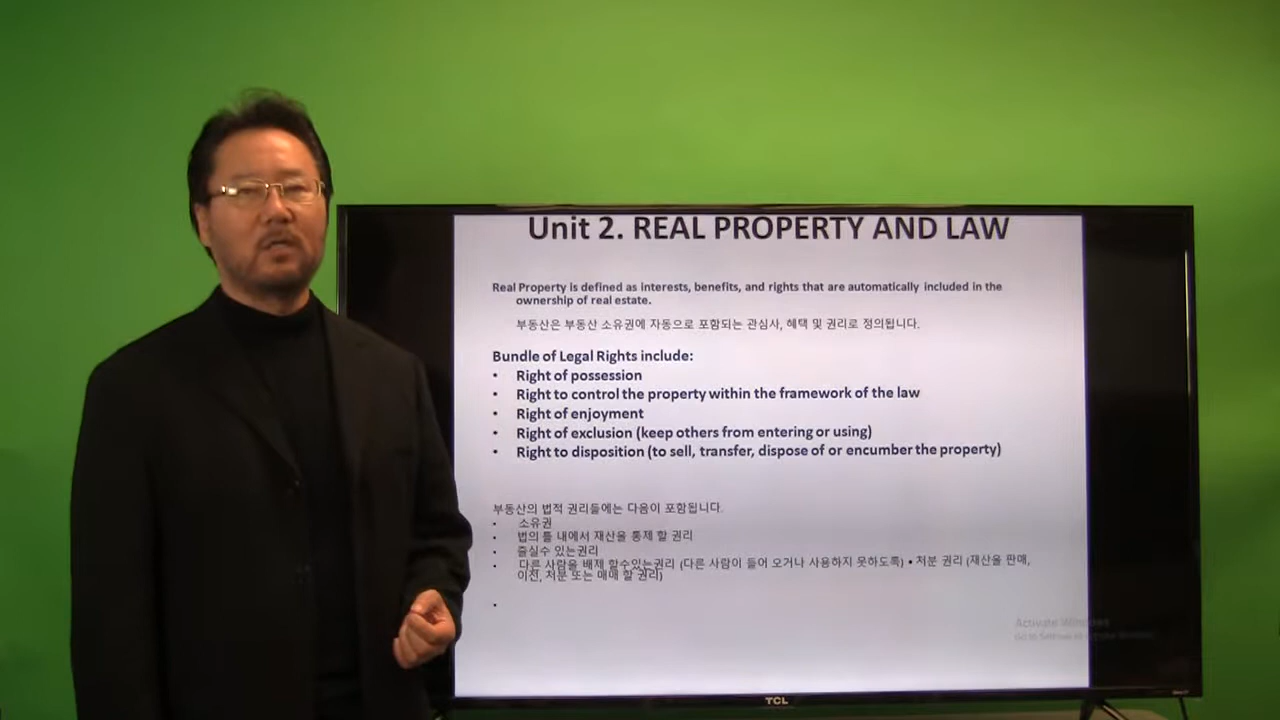 Unit 2. REAL PROPERTY AND LAW
Real Property is defined as interests, benefits, and rights that are automatically included in the
ownership of real estate.
부동산은 부동산 소유권에 자동으로 포함되는 관심사, 혜택 및 권리로 정의됩니다.
Bundle of Legal Rights include:
• Right of possession
• Right to control the property within the framework of the law
• Right of enjoyment
• Right of exclusion (keep others from entering or using)
• Right to disposition (to sell, transfer, dispose of or encumber the property)
부동산의 법적 권리들에는 다음이 포함됩니다.
• 소유권
• 법의 틀 내에서 재산을 통제 할 권리
• 즐실수 있는권리
• 다른 사람을 배제 할수있는권리 (다른 사람이 들어 오거나 사용하지 못하도록) • 처분 권리 (재산을 판매,
이전, 처분 또는 매매 할 권리)
•
Activate Windows
Go to Settings to activate Windows.
TCL